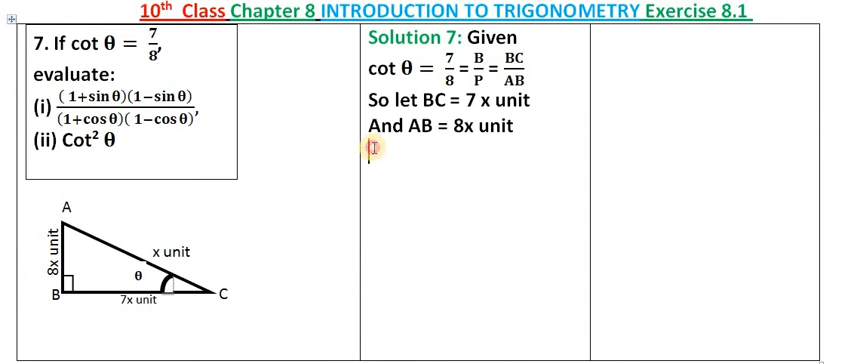 10th Class Chapter 8 INTRODUCTION TO TRIGONOMETRY Exercise 8.1
7. If cot θ = 7/8,
evaluate:
(i) (1+sin θ)(1−sin θ)/(1+cos θ)(1−cos θ),
(ii) Cot² θ
A
8x unit
x unit
θ
B
7x unit
C
Solution 7: Given
cot θ = 7/8 = B/P = BC/AB
So let BC = 7 x unit
And AB = 8x unit